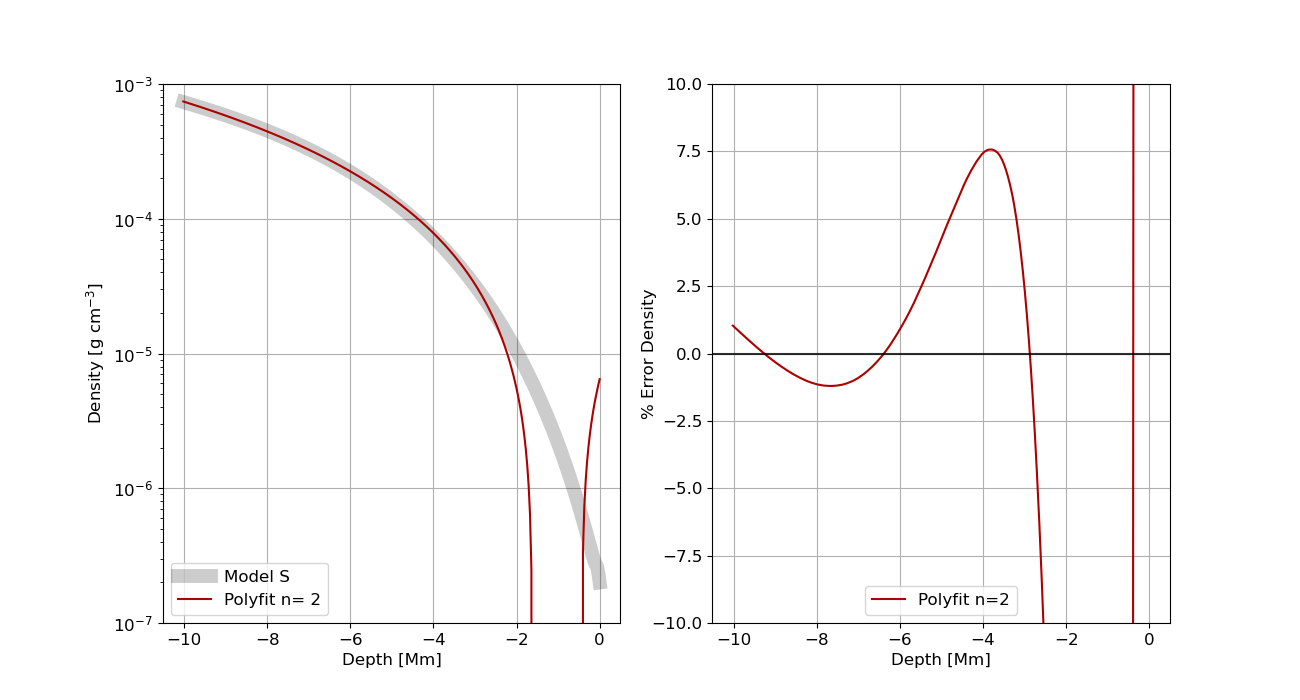 10⁻³
10⁻⁴
10⁻⁵
10⁻⁶
10⁻⁷
Density [g cm⁻³]
Model S
Polyfit n= 2
−10 −8 −6 −4 −2 0
Depth [Mm]
10.0
7.5
5.0
2.5
0.0
−2.5
−5.0
−7.5
−10.0
% Error Density
Polyfit n=2
−10 −8 −6 −4 −2 0
Depth [Mm]